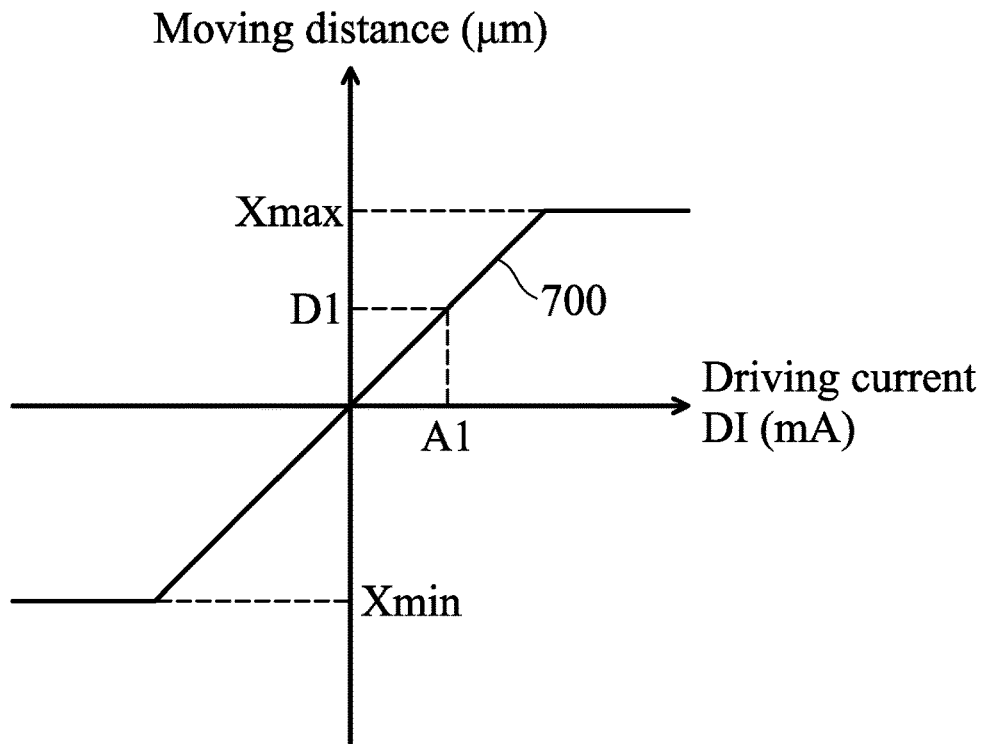 Moving distance (μm)
Xmax
D1
700
Driving current
DI (mA)
A1
Xmin